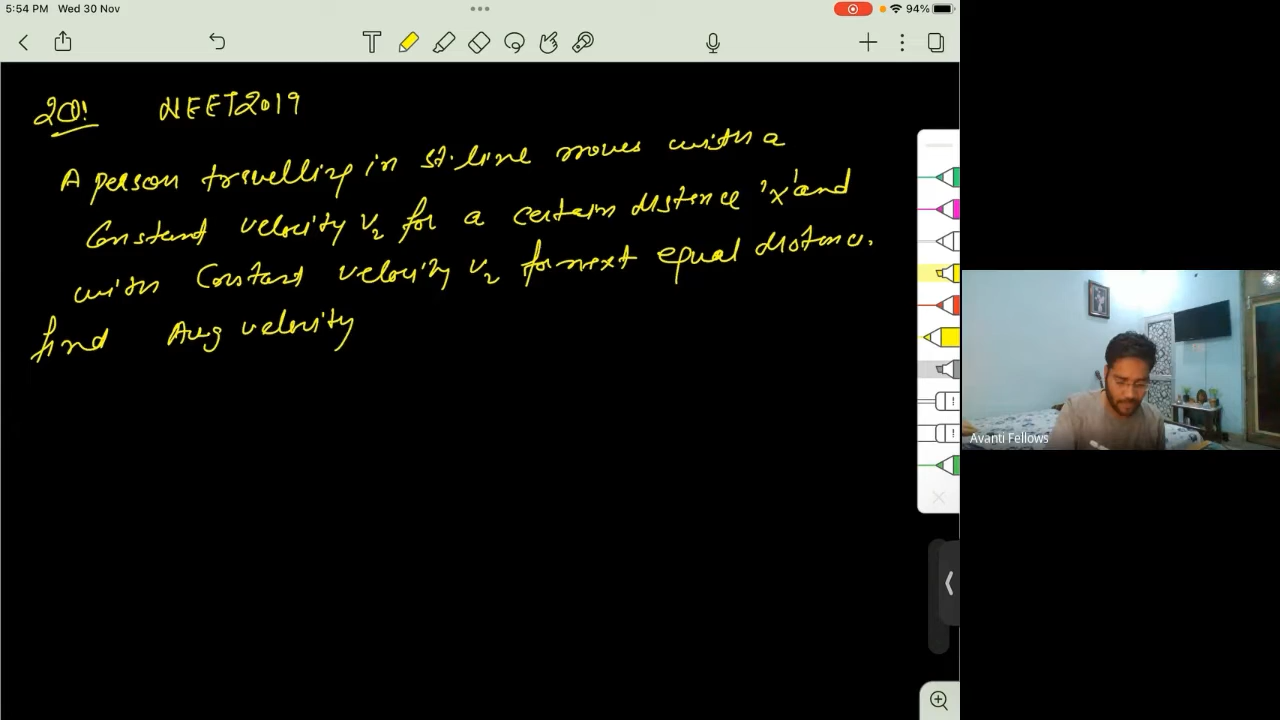 5:54 PM Wed 30 Nov
94%
T
20! NEET2019
A person travelling in st. line moves with a
Constant velocity v₂ for a certain distance 'x' and
with Constant velocity v₂ for next equal distance.
find Avg velocity
Avanti Fellows